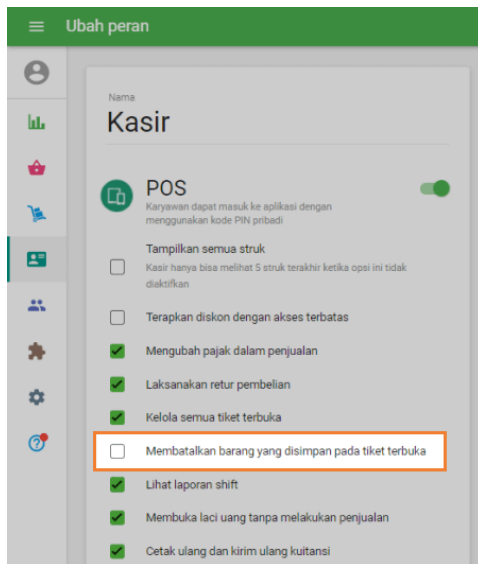 Ubah peran
Nama
Kasir
POS
Karyawan dapat masuk ke aplikasi dengan
menggunakan kode PIN pribadi
Tampilkan semua struk
Kasir hanya bisa melihat 5 struk terakhir ketika opsi ini tidak
diaktifkan
Terapkan diskon dengan akses terbatas
Mengubah pajak dalam penjualan
Laksanakan retur pembelian
Kelola semua tiket terbuka
Membatalkan barang yang disimpan pada tiket terbuka
Lihat laporan shift
Membuka laci uang tanpa melakukan penjualan
Cetak ulang dan kirim ulang kuitansi